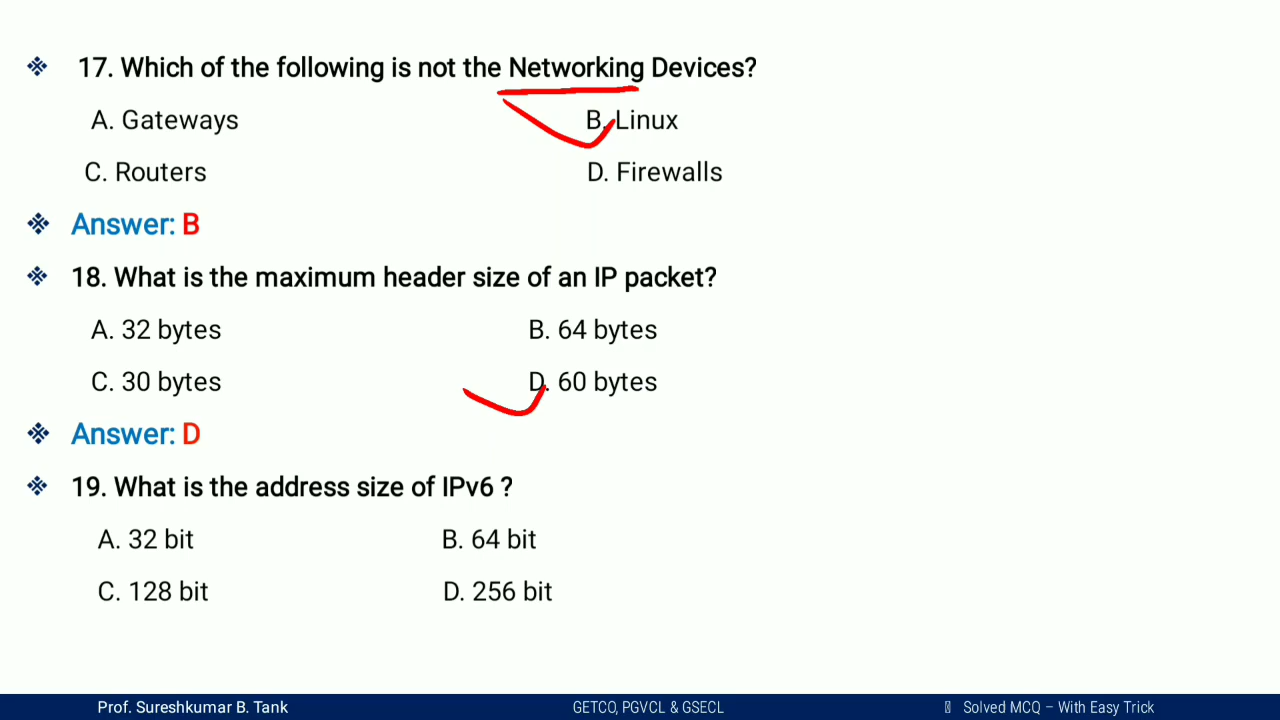 17. Which of the following is not the Networking Devices?
A. Gateways B. Linux
C. Routers D. Firewalls
Answer: B
18. What is the maximum header size of an IP packet?
A. 32 bytes B. 64 bytes
C. 30 bytes D. 60 bytes
Answer: D
19. What is the address size of IPv6 ?
A. 32 bit B. 64 bit
C. 128 bit D. 256 bit
Prof. Sureshkumar B. Tank GETCO, PGVCL & GSECL Solved MCQ – With Easy Trick